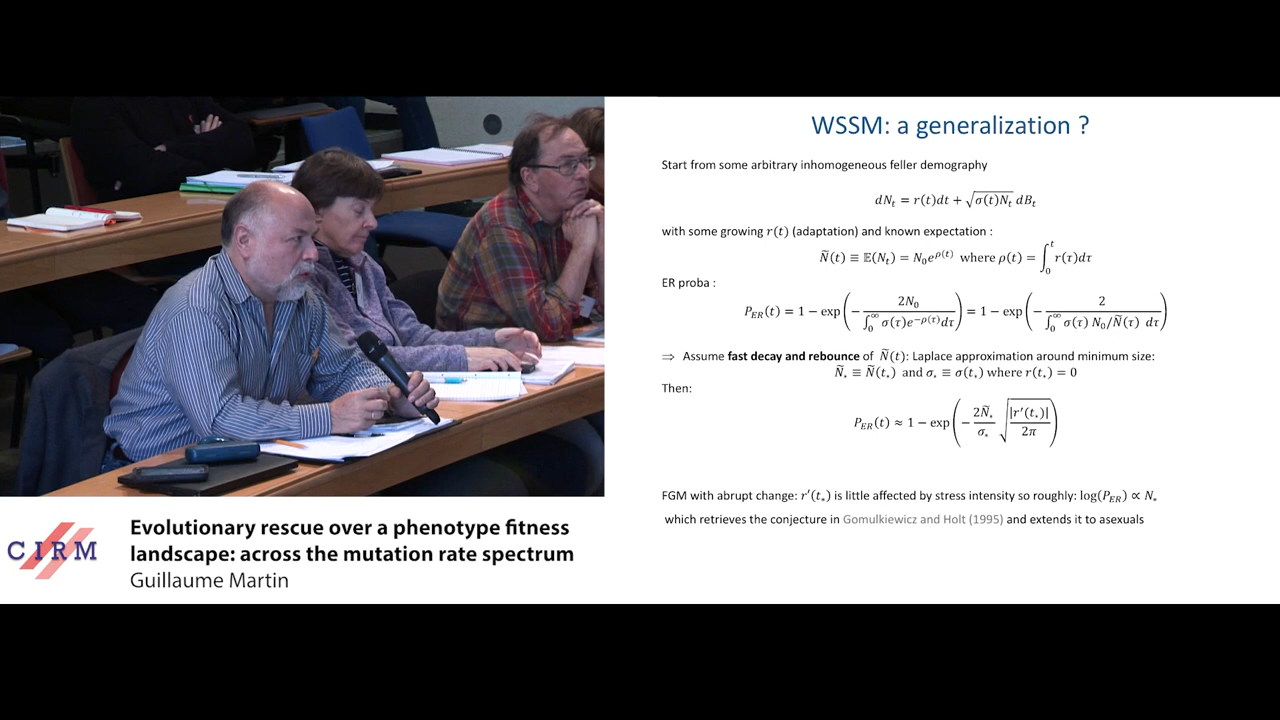 WSSM: a generalization ?
Start from some arbitrary inhomogeneous feller demography
dN_t = r(t)dt + √(σ(t)N_t) dB_t
with some growing r(t) (adaptation) and known expectation :
Ñ(t) ≡ 𝔼(N_t) = N_0 e^{ρ(t)} where ρ(t) = ∫_0^t r(τ)dτ
ER proba :
P_ER(t) = 1 − exp(− 2N_0 / ∫_0^∞ σ(τ)e^{−ρ(τ)}dτ) = 1 − exp(− 2 / ∫_0^∞ σ(τ) N_0/Ñ(τ) dτ)
⇒ Assume fast decay and rebounce of Ñ(t): Laplace approximation around minimum size:
Ñ_* ≡ Ñ(t_*) and σ_* ≡ σ(t_*) where r(t_*) = 0
Then:
P_ER(t) ≈ 1 − exp(− 2Ñ_*/σ_* √(|r′(t_*)|/2π))
FGM with abrupt change: r′(t_*) is little affected by stress intensity so roughly: log(P_ER) ∝ N_*
which retrieves the conjecture in Gomulkiewicz and Holt (1995) and extends it to asexuals
CIRM
Evolutionary rescue over a phenotype fitness
landscape: across the mutation rate spectrum
Guillaume Martin